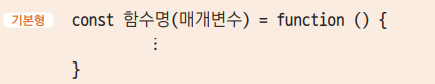 기본형
const 함수명(매개변수) = function () {
⋮
}